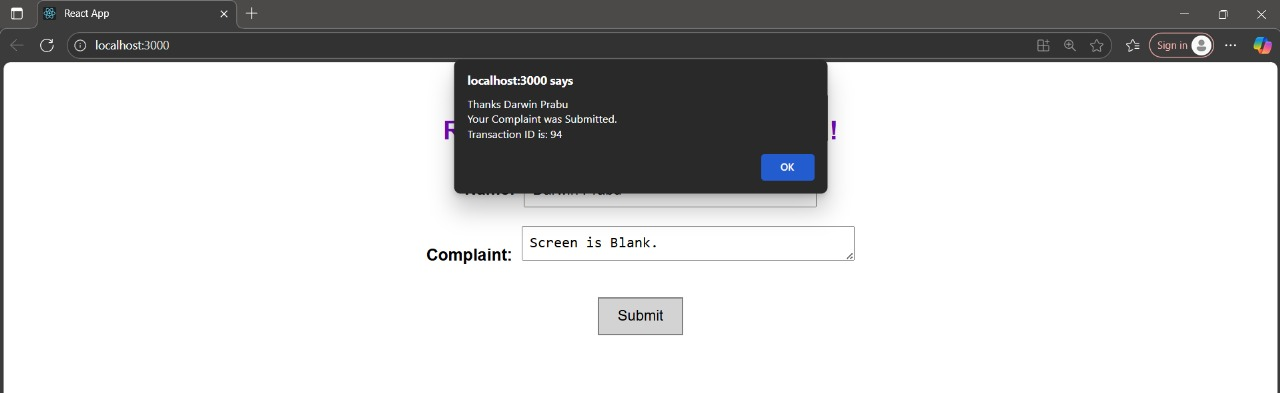 React App
localhost:3000
Sign in
localhost:3000 says
Thanks Darwin Prabu
Your Complaint was Submitted.
Transaction ID is: 94
OK
Complaint:
Screen is Blank.
Submit